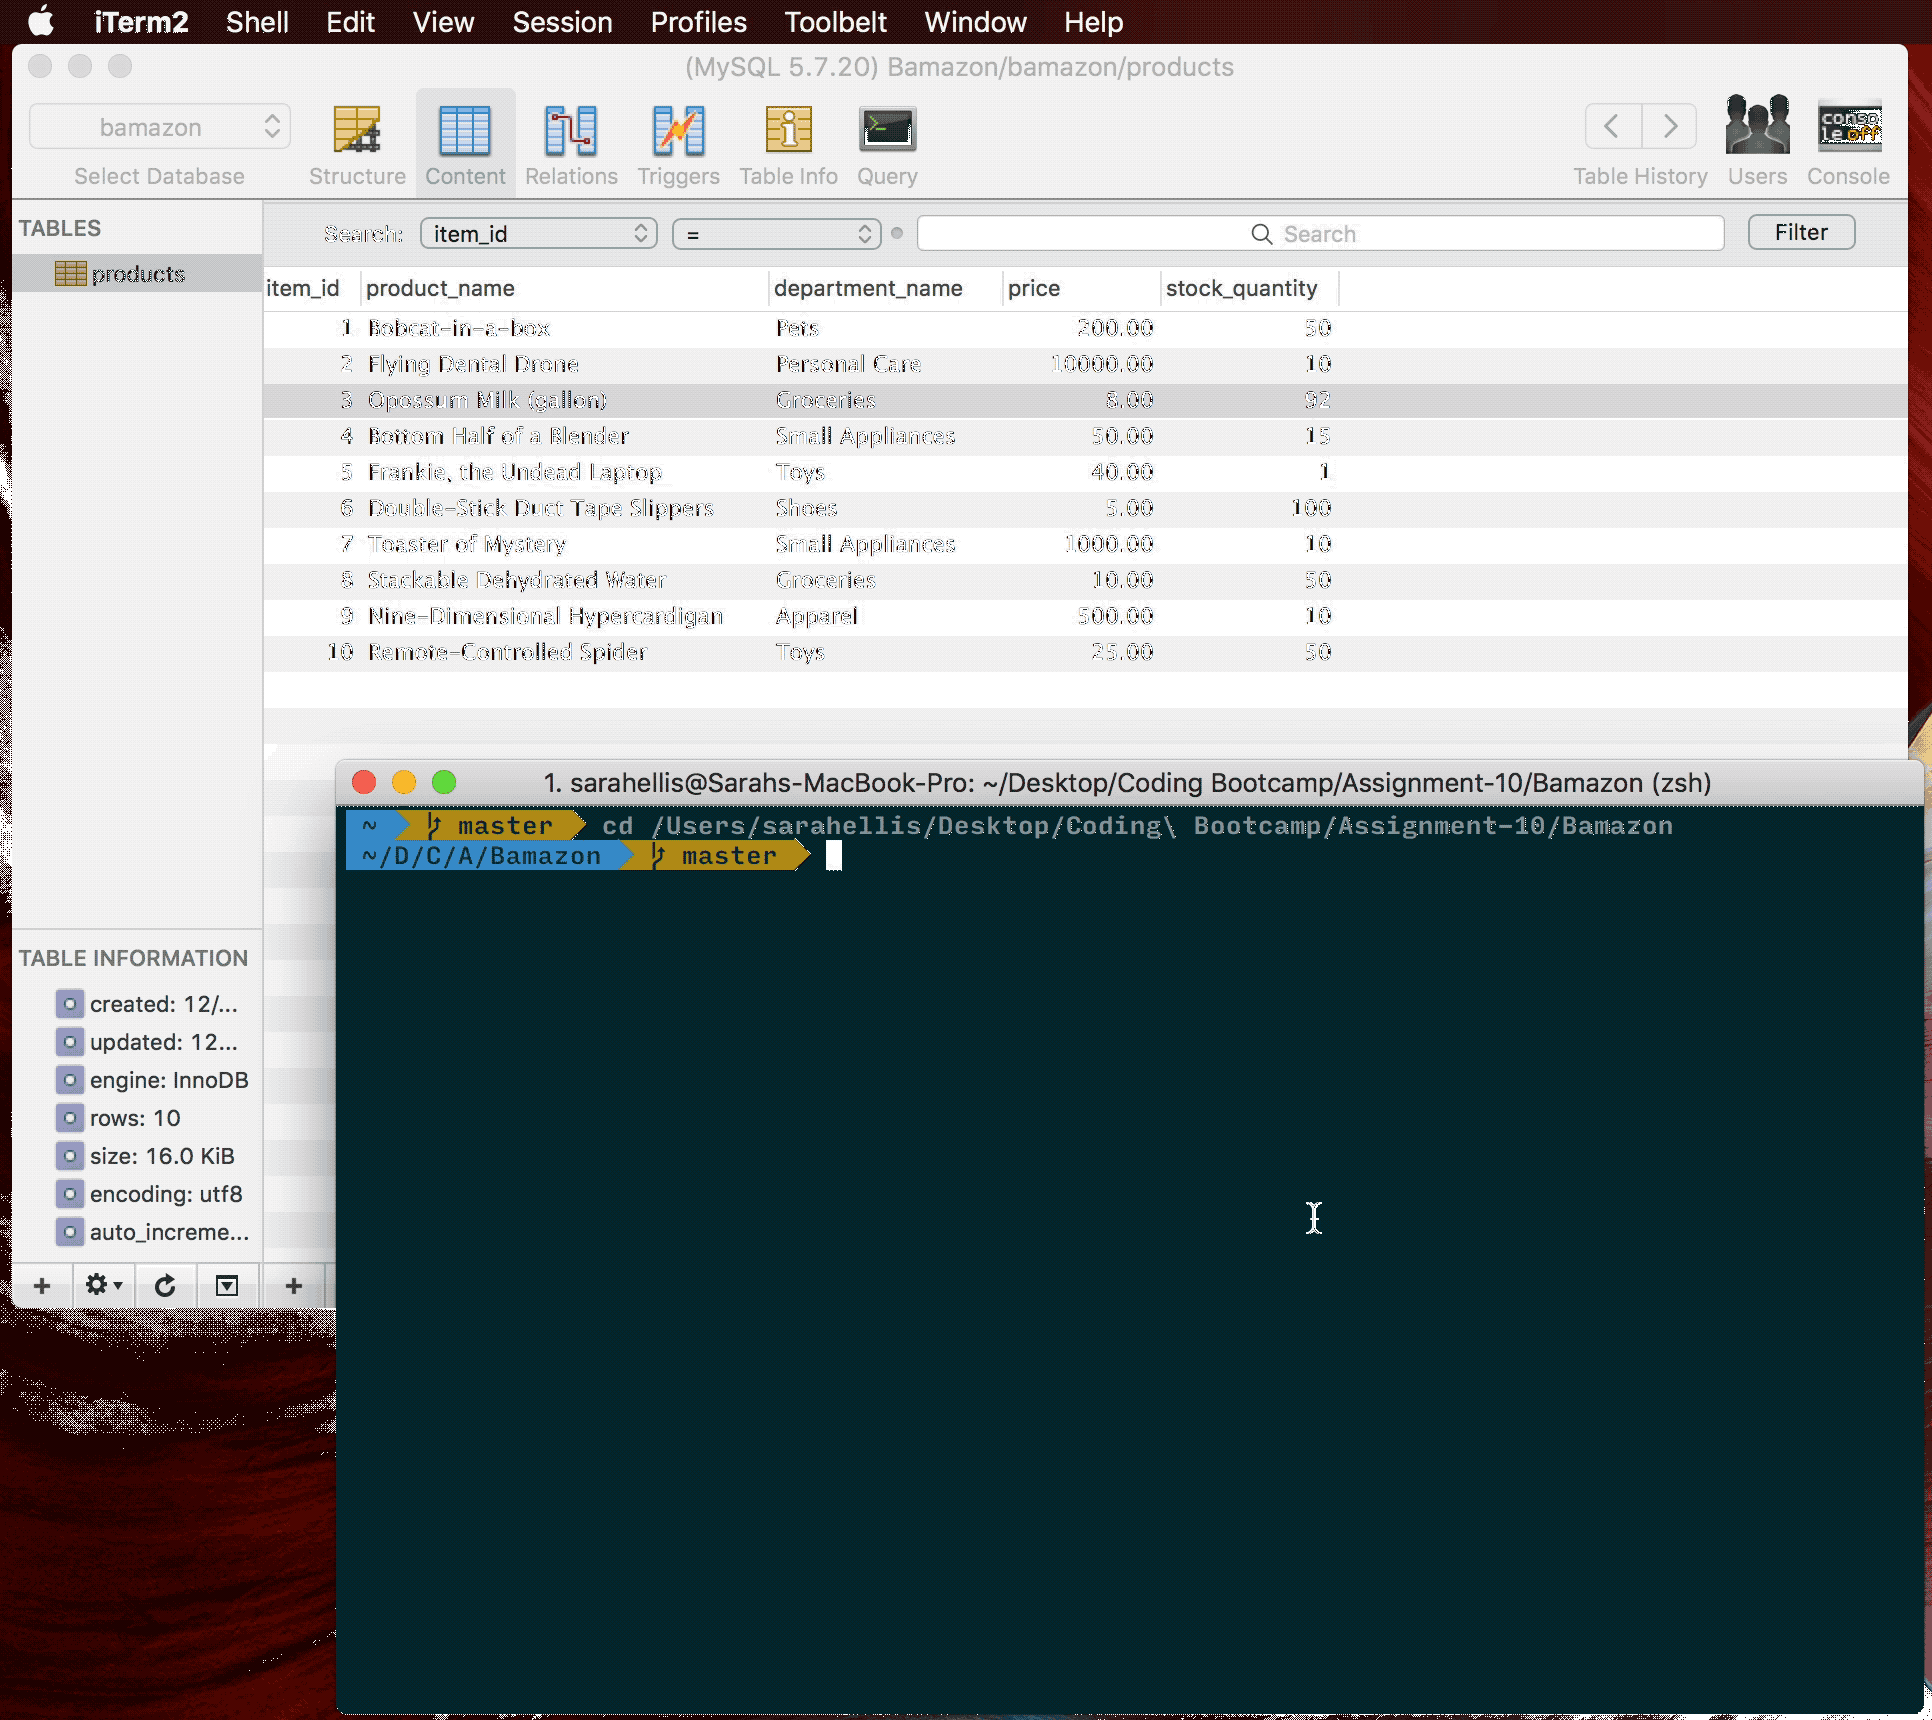 iTerm2 Shell Edit View Session Profiles Toolbelt Window Help
(MySQL 5.7.20) Bamazon/bamazon/products
bamazon
Select Database Structure Content Relations Triggers Table Info Query Table History Users Console
console off
TABLES
products
Search: item_id = Search Filter
item_id product_name department_name price stock_quantity
1 Bobcat-in-a-box Pets 200.00 50
2 Flying Dental Drone Personal Care 10000.00 10
3 Opossum Milk (gallon) Groceries 8.00 92
4 Bottom Half of a Blender Small Appliances 50.00 15
5 Frankie, the Undead Laptop Toys 40.00 1
6 Double-Stick Duct Tape Slippers Shoes 5.00 100
7 Toaster of Mystery Small Appliances 1000.00 10
8 Stackable Dehydrated Water Groceries 10.00 50
9 Nine-Dimensional Hypercardigan Apparel 500.00 10
10 Remote-Controlled Spider Toys 25.00 50
1. sarahellis@Sarahs-MacBook-Pro: ~/Desktop/Coding Bootcamp/Assignment-10/Bamazon (zsh)
~ master cd /Users/sarahellis/Desktop/Coding\ Bootcamp/Assignment-10/Bamazon
~/D/C/A/Bamazon master
TABLE INFORMATION
created: 12/...
updated: 12...
engine: InnoDB
rows: 10
size: 16.0 KiB
encoding: utf8
auto_increme...